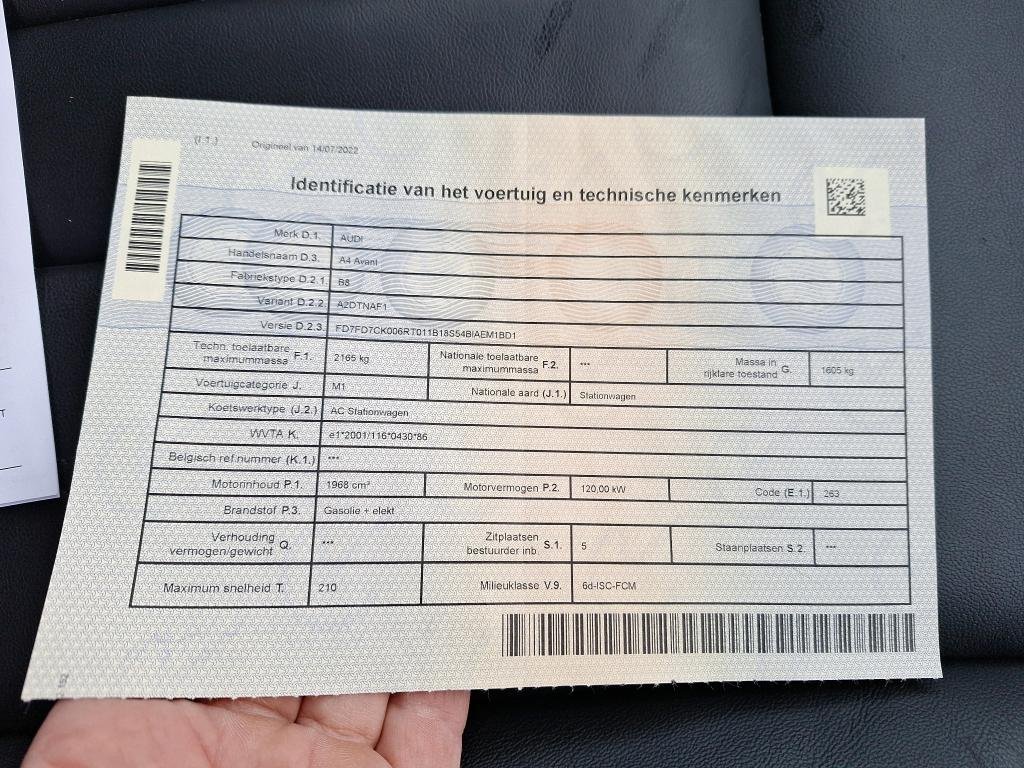 (I.1.) Origineel van 14/07/2022
Identificatie van het voertuig en technische kenmerken
Merk D.1. AUDI
Handelsnaam D.3. A4 Avant
Fabriekstype D.2.1. B8
Variant D.2.2. A2DTNAF1
Versie D.2.3. FD7FD7CK006RT011B18S54BIAEM1BD1
Techn. toelaatbare maximummassa F.1. 2165 kg Nationale toelaatbare maximummassa F.2. --- Massa in rijklare toestand G. 1605 kg
Voertuigcategorie J. M1 Nationale aard (J.1.) Stationwagen
Koetswerktype (J.2.) AC Stationwagen
WVTA K. e1*2001/116*0430*86
Belgisch ref.nummer (K.1.) ---
Motorinhoud P.1. 1968 cm³ Motorvermogen P.2. 120,00 kW Code (E.1.) 263
Brandstof P.3. Gasolie + elekt
Verhouding vermogen/gewicht Q. --- Zitplaatsen bestuurder inb. S.1. 5 Staanplaatsen S.2. ---
Maximum snelheid T. 210 Milieuklasse V.9. 6d-ISC-FCM
T